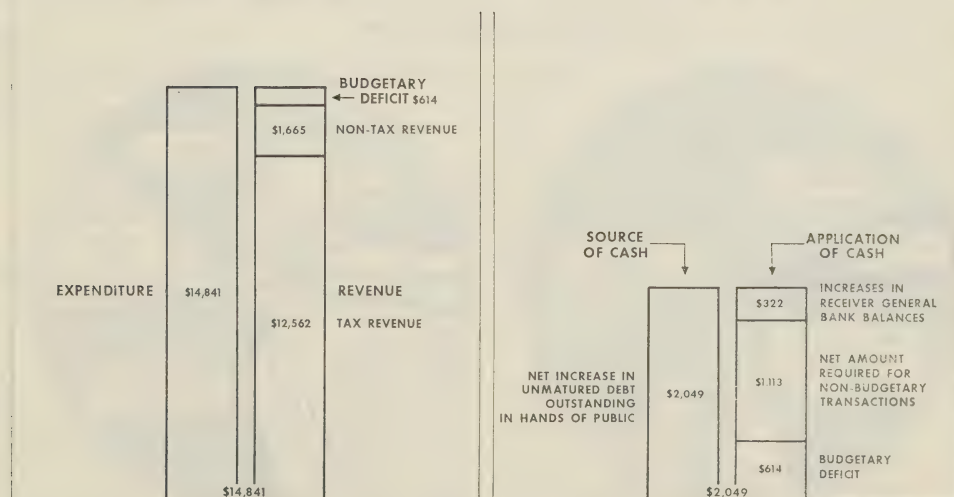 BUDGETARY
DEFICIT $614
$1,665 NON-TAX REVENUE
EXPENDITURE $14,841 REVENUE
$12,562 TAX REVENUE
$14,841
SOURCE
OF CASH
APPLICATION
OF CASH
$322
INCREASES IN
RECEIVER GENERAL
BANK BALANCES
NET INCREASE IN
UNMATURED DEBT
OUTSTANDING
IN HANDS OF PUBLIC
$2,049
$1,113
NET AMOUNT
REQUIRED FOR
NON-BUDGETARY
TRANSACTIONS
$614
BUDGETARY
DEFICIT
$2,049